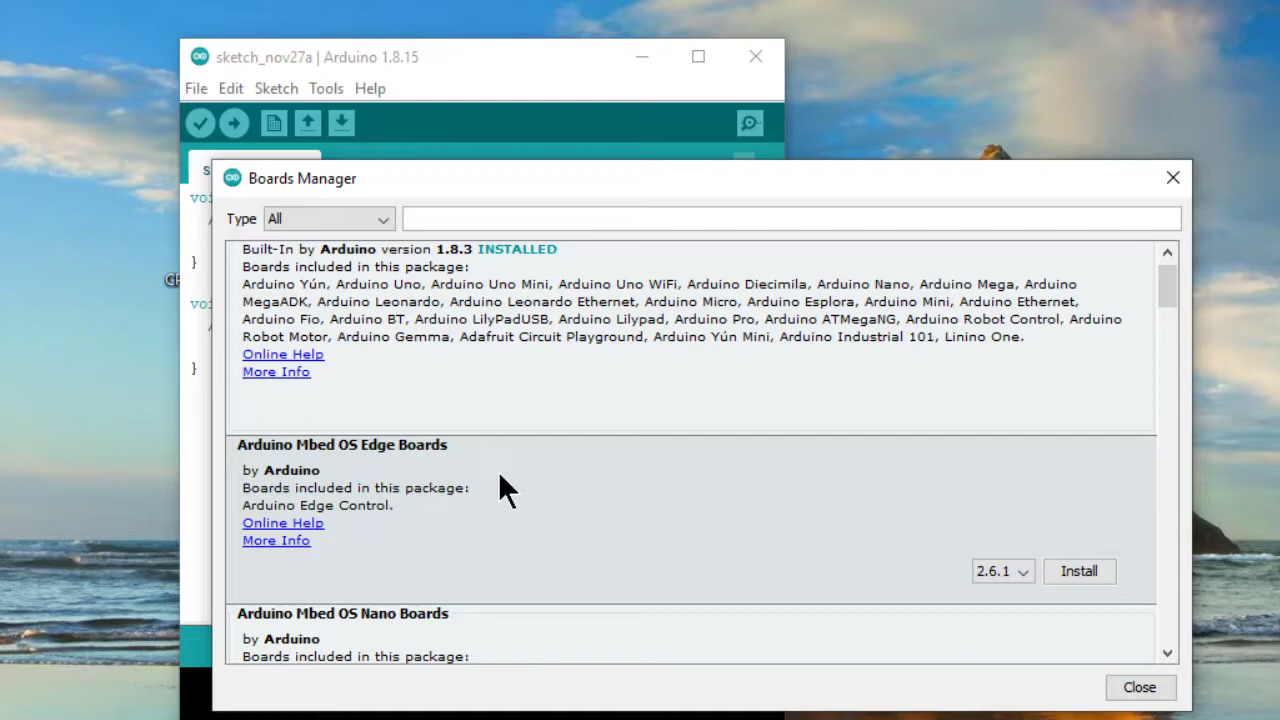 sketch_nov27a | Arduino 1.8.15
File Edit Sketch Tools Help
Boards Manager
Type All
Built-In by Arduino version 1.8.3 INSTALLED
Boards included in this package:
Arduino Yún, Arduino Uno, Arduino Uno Mini, Arduino Uno WiFi, Arduino Diecimila, Arduino Nano, Arduino Mega, Arduino
MegaADK, Arduino Leonardo, Arduino Leonardo Ethernet, Arduino Micro, Arduino Esplora, Arduino Mini, Arduino Ethernet,
Arduino Fio, Arduino BT, Arduino LilyPadUSB, Arduino Lilypad, Arduino Pro, Arduino ATMegaNG, Arduino Robot Control, Arduino
Robot Motor, Arduino Gemma, Adafruit Circuit Playground, Arduino Yún Mini, Arduino Industrial 101, Linino One.
Online Help
More Info
Arduino Mbed OS Edge Boards
by Arduino
Boards included in this package:
Arduino Edge Control.
Online Help
More Info
2.6.1 Install
Arduino Mbed OS Nano Boards
by Arduino
Boards included in this package:
Close